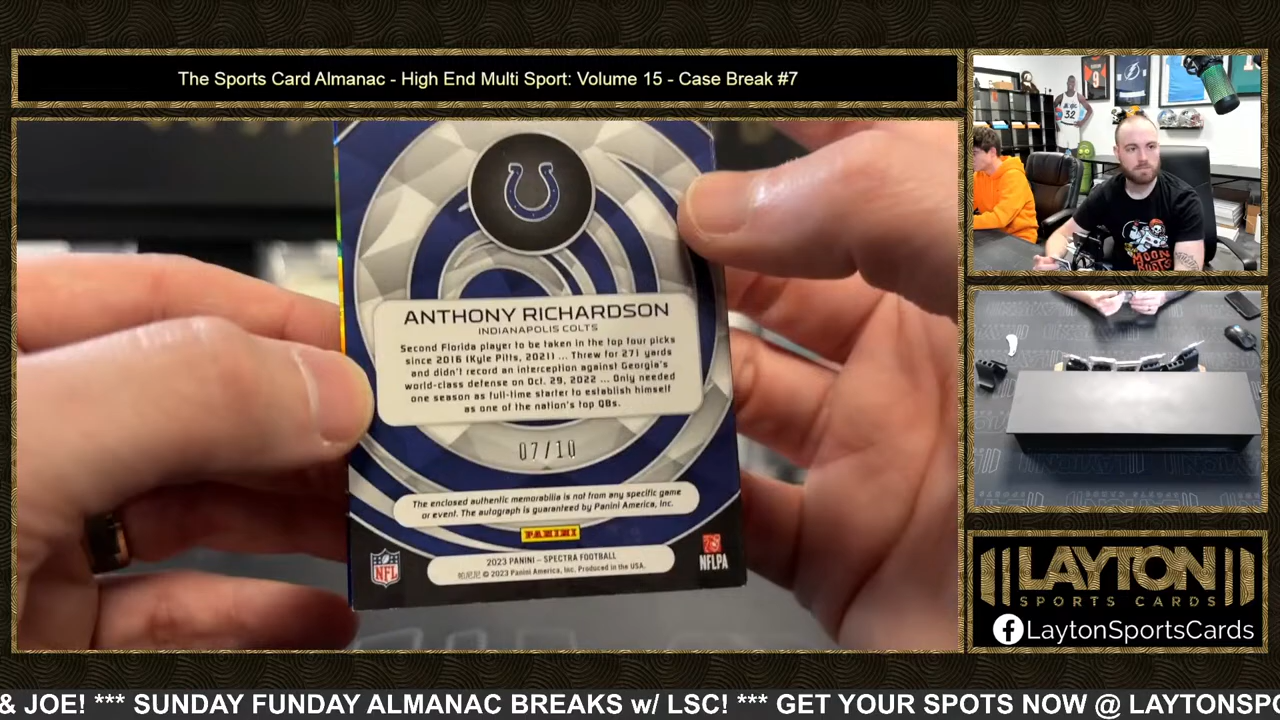 The Sports Card Almanac - High End Multi Sport: Volume 15 - Case Break #7
ANTHONY RICHARDSON
INDIANAPOLIS COLTS
Second Florida player to be taken in the top four picks
since 2016 (Kyle Pitts, 2021) ... Threw for 271 yards
and didn't record an interception against Georgia's
world-class defense on Oct. 29, 2022 ... Only needed
one season as full-time starter to establish himself
as one of the nation's top QBs.
07/10
The enclosed authentic memorabilia is not from any specific game
or event. The autograph is guaranteed by Panini America, Inc.
PANINI
2023 PANINI – SPECTRA FOOTBALL
© 2023 Panini America, Inc. Produced in the USA.
NFL
NFLPA
9
32
MOON
LAYTON
SPORTS CARDS
LaytonSportsCards
& JOE! *** SUNDAY FUNDAY ALMANAC BREAKS w/ LSC! *** GET YOUR SPOTS NOW @ LAYTONSPO